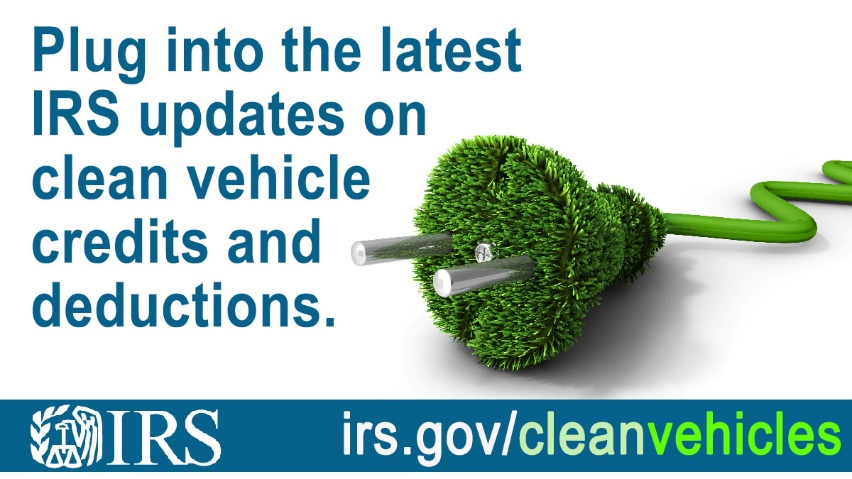 Plug into the latest
IRS updates on
clean vehicle
credits and
deductions.
IRS
irs.gov/cleanvehicles